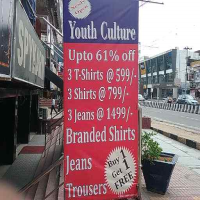 Youth Culture
Upto 61% off
3 T-Shirts @ 599/-
3 Shirts @ 799/-
3 Jeans @ 1499/-
Branded Shirts
Jeans
Trousers
Buy 1
Get
FREE